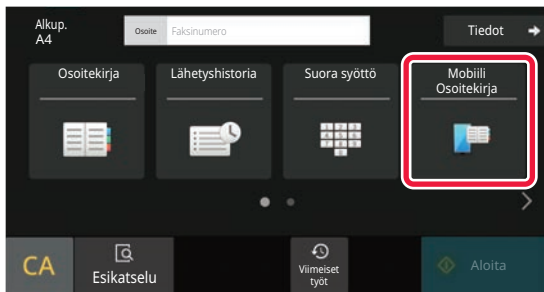 Alkup.
A4
Osoite Faksinumero
Tiedot
Osoitekirja
Lähetyshistoria
Suora syöttö
Mobiili
Osoitekirja
CA
Esikatselu
Viimeiset
työt
Aloita